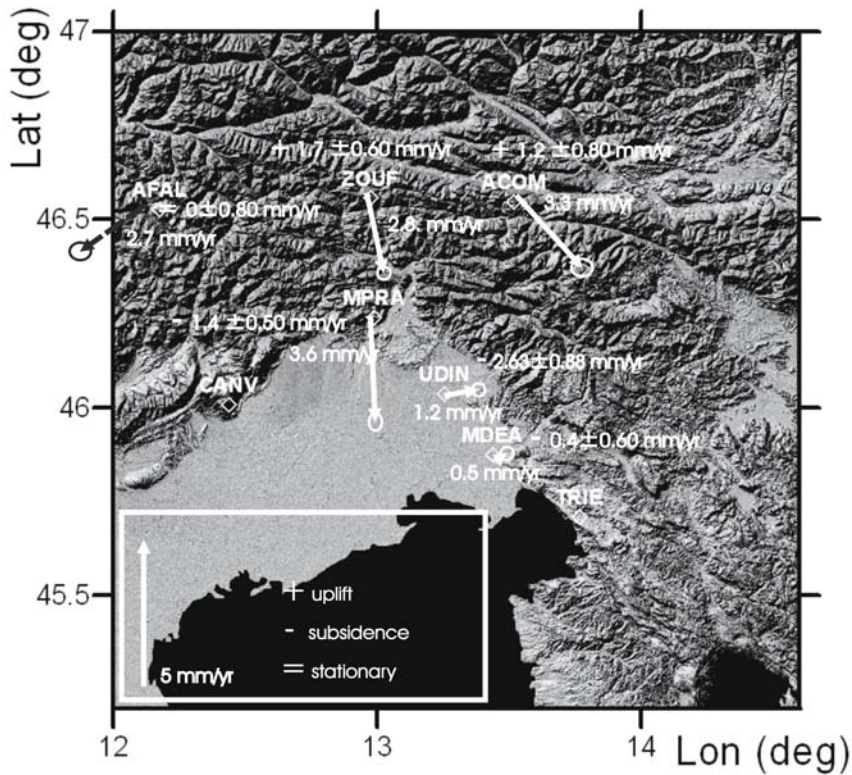 47
Lat (deg)
+ 1.7 ±0.60 mm/yr
+ 1.2 ±0.80 mm/yr
AFAL
ZOUF
ACOM
46.5
= 0±0.80 mm/yr
2.7 mm/yr
2.8. mm/yr
3.3 mm/yr
MPRA
- 1.4 ±0.50 mm/yr
3.6 mm/yr
- 2.63±0.88 mm/yr
CANV
UDIN
46
1.2 mm/yr
MDEA
- 0.4±0.60 mm/yr
0.5 mm/yr
TRIE
45.5
+ uplift
- subsidence
= stationary
5 mm/yr
12
13
14
Lon (deg)